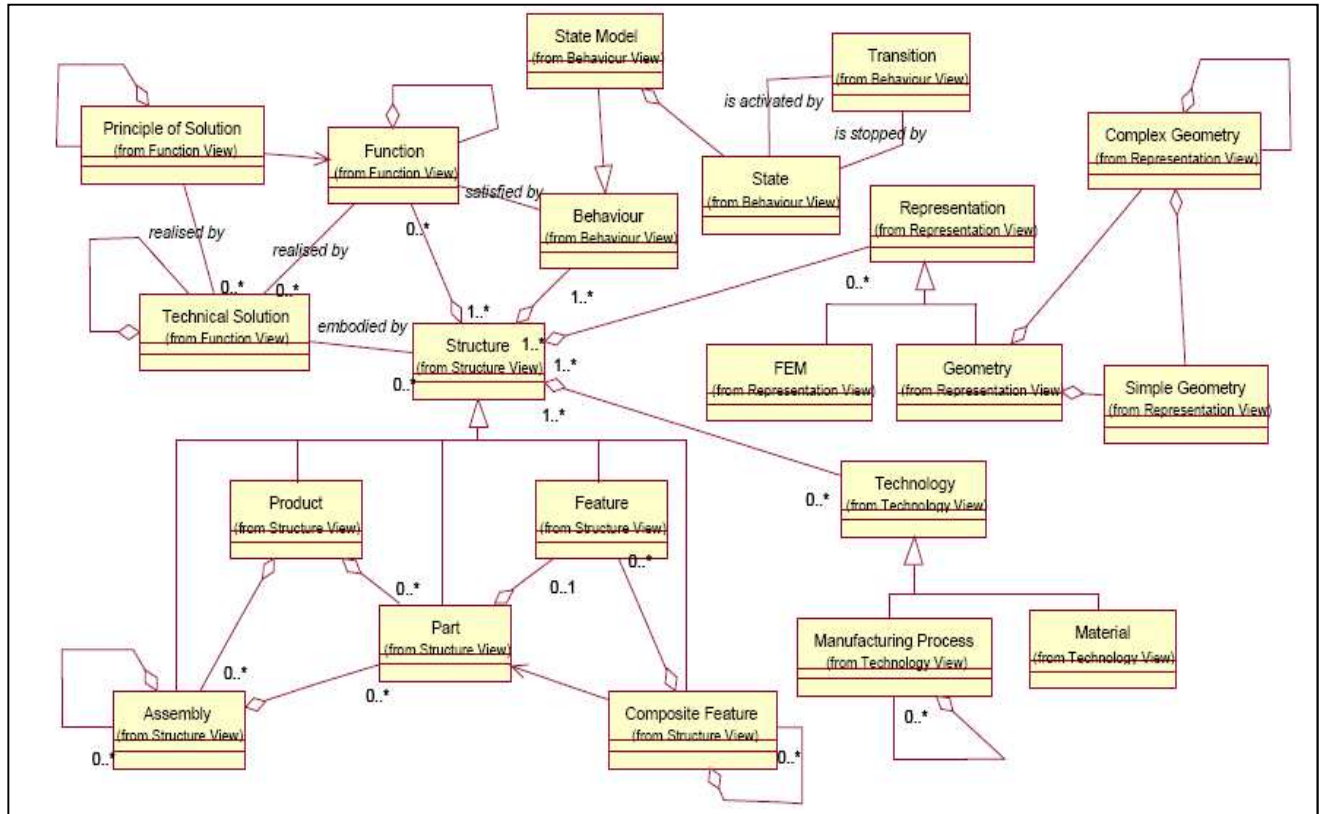 State Model
(from Behaviour View)
Transition
(from Behaviour View)
is activated by
is stopped by
Principle of Solution
(from Function View)
Function
(from Function View)
Complex Geometry
(from Representation View)
State
(from Behaviour View)
satisfied by
Behaviour
(from Behaviour View)
Representation
(from Representation View)
0..*
realised by
realised by
0..*
0..*
1..*
0..*
Technical Solution
(from Function View)
embodied by
1..*
Structure
(from Structure View)
1..*
1..*
0..*
1..*
FEM
(from Representation View)
Geometry
(from Representation View)
Simple Geometry
(from Representation View)
Product
(from Structure View)
Feature
(from Structure View)
Technology
(from Technology View)
0..*
0..*
0..1
0..*
Part
(from Structure View)
Manufacturing Process
(from Technology View)
Material
(from Technology View)
0..*
0..*
Assembly
(from Structure View)
Composite Feature
(from Structure View)
0..*
0..*
0..*